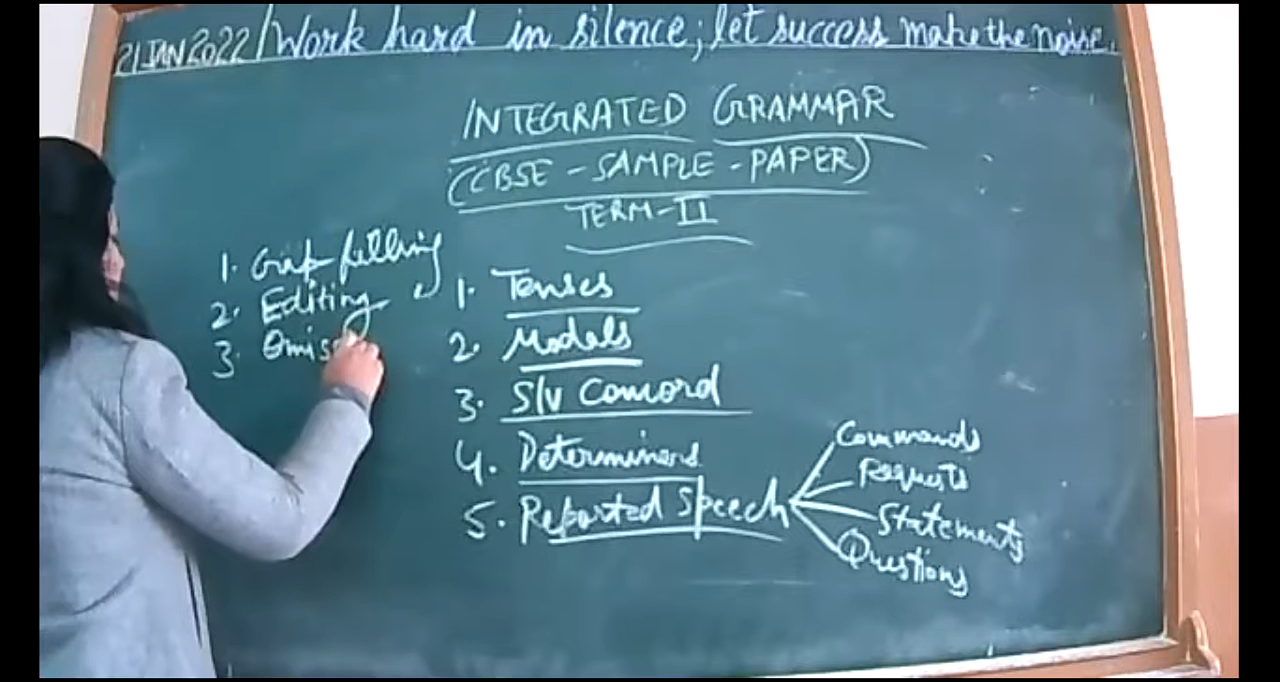 21 JAN 2022/Work hard in silence; let success make the noise.
INTEGRATED GRAMMAR
(CBSE - SAMPLE - PAPER)
TERM-II
1. Gap filling
2. Editing
3. Omiss
1. Tenses
2. Modals
3. S/V Concord
4. Determiners
5. Reported Speech
Commands
Requests
Statements
Questions